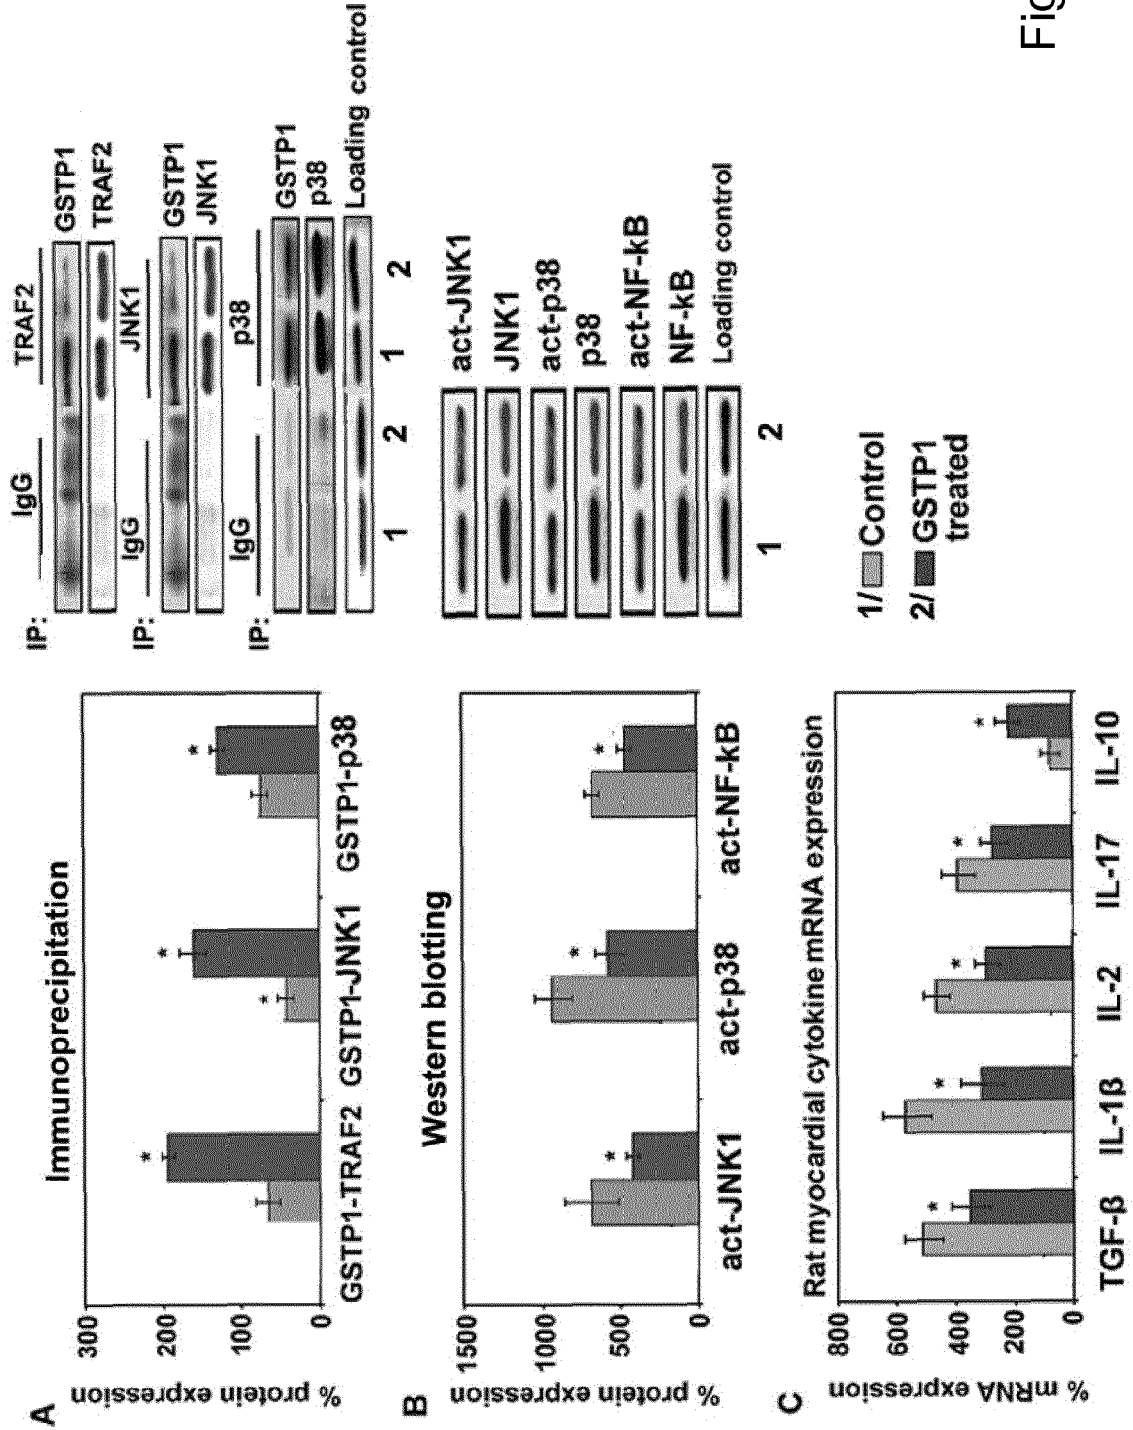 A
Immunoprecipitation
% protein expression
300
200
100
0
GSTP1-TRAF2 GSTP1-JNK1 GSTP1-p38
IP: IgG TRAF2
GSTP1
TRAF2
IP: IgG JNK1
GSTP1
JNK1
IP: IgG p38
GSTP1
p38
Loading control
1 2 1 2
B
Western blotting
% protein expression
1500
1000
500
0
act-JNK1 act-p38 act-NF-kB
act-JNK1
JNK1
act-p38
p38
act-NF-kB
NF-kB
Loading control
1 2
C
Rat myocardial cytokine mRNA expression
% mRNA expression
800
600
400
200
0
TGF-β IL-1β IL-2 IL-17 IL-10
1/ Control
2/ GSTP1
treated
Fig